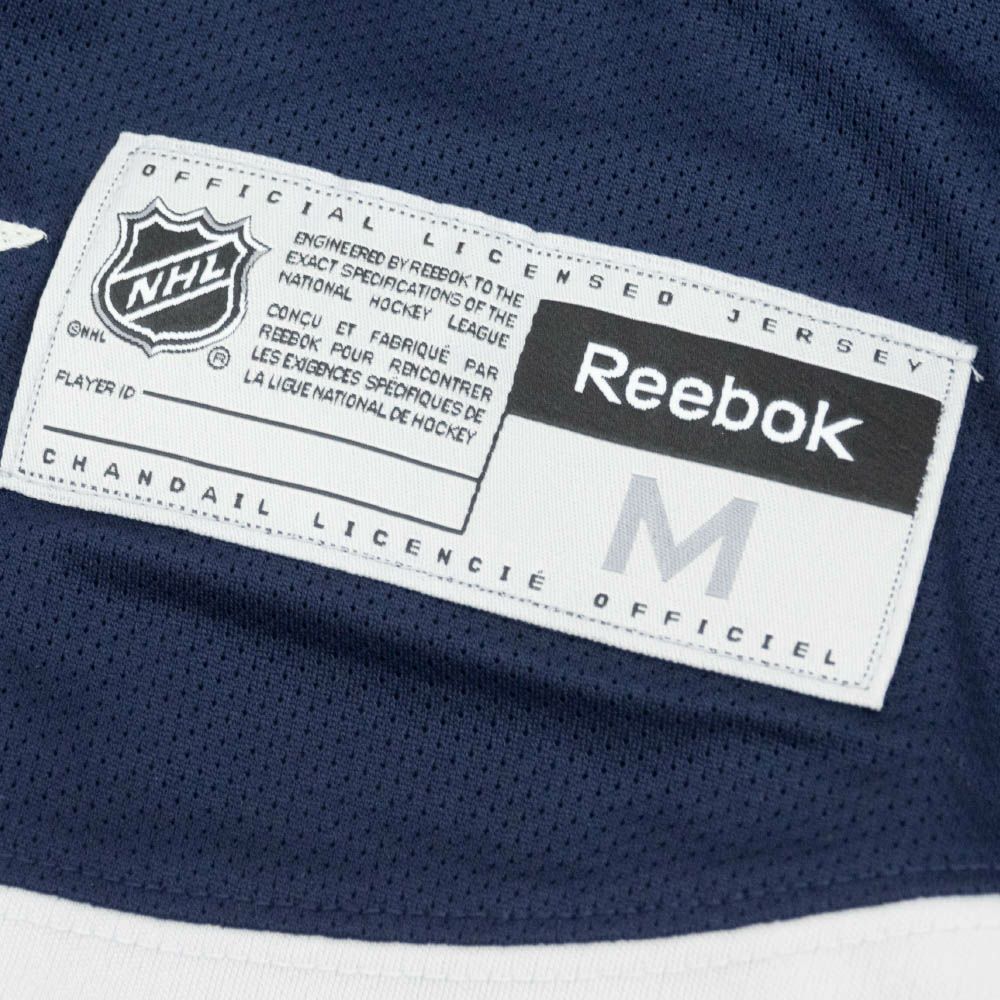 OFFICIAL LICENSED JERSEY
NHL
©NHL
®
ENGINEERED BY REEBOK TO THE
EXACT SPECIFICATIONS OF THE
NATIONAL HOCKEY LEAGUE
CONÇU ET FABRIQUÉ PAR
REEBOK POUR RENCONTRER
LES EXIGENCES SPÉCIFIQUES DE
LA LIGUE NATIONAL DE HOCKEY
PLAYER ID
Reebok
M
CHANDAIL LICENCIÉ OFFICIEL